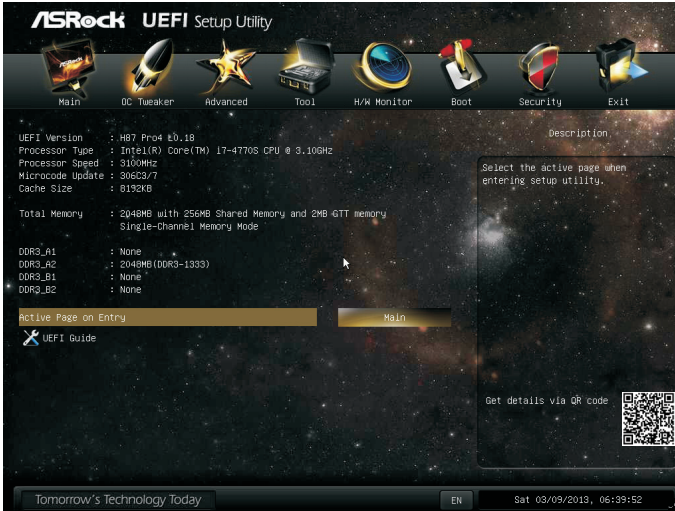 ASRock UEFI Setup Utility
Main OC Tweaker Advanced Tool H/W Monitor Boot Security Exit
UEFI Version : H87 Pro4 L0.18
Processor Type : Intel(R) Core(TM) i7-4770S CPU @ 3.10GHz
Processor Speed : 3100MHz
Microcode Update : 306C3/7
Cache Size : 8192KB
Total Memory : 2048MB with 256MB Shared Memory and 2MB GTT memory
Single-Channel Memory Mode
DDR3_A1 : None
DDR3_A2 : 2048MB(DDR3-1333)
DDR3_B1 : None
DDR3_B2 : None
Active Page on Entry Main
UEFI Guide
Description
Select the active page when
entering setup utility.
Get details via QR code
Tomorrow's Technology Today
EN
Sat 03/09/2013, 06:39:52